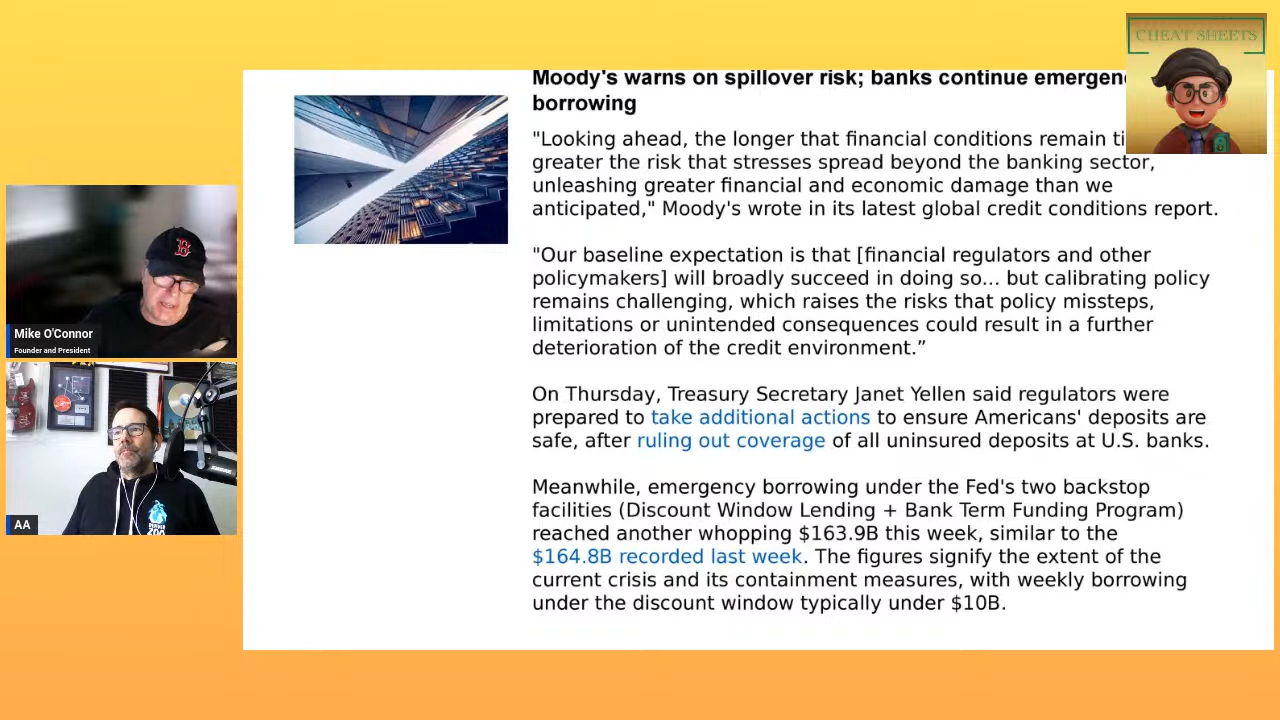 CHEAT SHEETS
Moody's warns on spillover risk; banks continue
borrowing
"Looking ahead, the longer that financial conditions remain
greater the risk that stresses spread beyond the banking sector,
unleashing greater financial and economic damage than we
anticipated," Moody's wrote in its latest global credit conditions report.
"Our baseline expectation is that [financial regulators and other
policymakers] will broadly succeed in doing so... but calibrating policy
remains challenging, which raises the risks that policy missteps,
limitations or unintended consequences could result in a further
deterioration of the credit environment.”
On Thursday, Treasury Secretary Janet Yellen said regulators were
prepared to take additional actions to ensure Americans' deposits are
safe, after ruling out coverage of all uninsured deposits at U.S. banks.
Meanwhile, emergency borrowing under the Fed's two backstop
facilities (Discount Window Lending + Bank Term Funding Program)
reached another whopping $163.9B this week, similar to the
$164.8B recorded last week. The figures signify the extent of the
current crisis and its containment measures, with weekly borrowing
under the discount window typically under $10B.
Mike O'Connor
Founder and President
AA